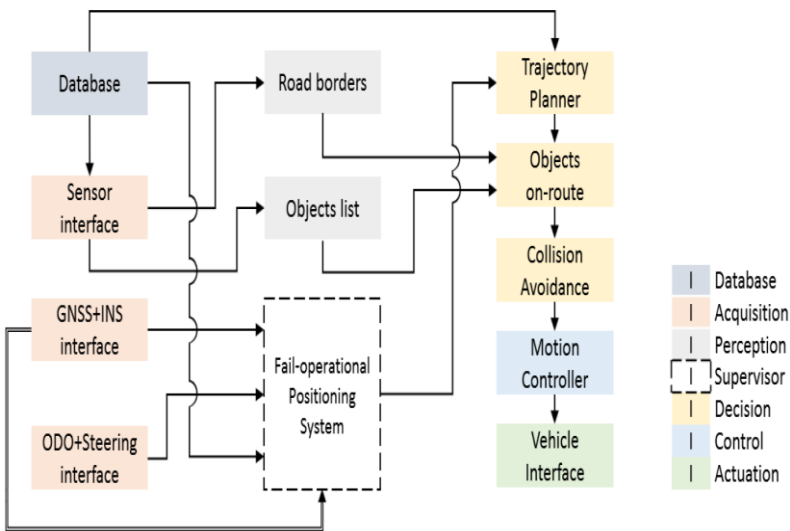 Database
Road borders
Trajectory
Planner
Sensor
interface
Objects list
Objects
on-route
Collision
Avoidance
GNSS+INS
interface
Fail-operational
Positioning
System
Motion
Controller
ODO+Steering
interface
Vehicle
Interface
I Database
I Acquisition
I Perception
I Supervisor
I Decision
I Control
I Actuation